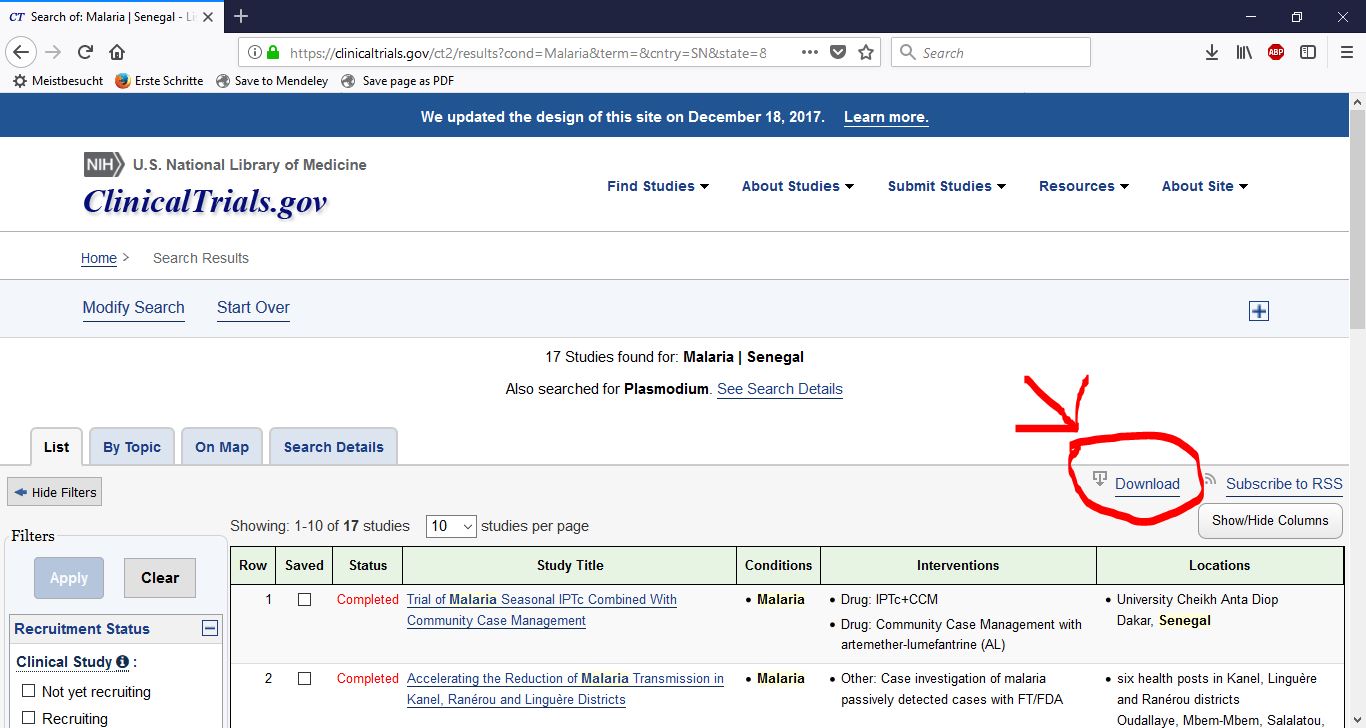 CT Search of: Malaria | Senegal - Li
https://clinicaltrials.gov/ct2/results?cond=Malaria&term=&cntry=SN&state=8
Search
ABP
Meistbesucht Erste Schritte Save to Mendeley Save page as PDF
We updated the design of this site on December 18, 2017. Learn more.
NIH U.S. National Library of Medicine
ClinicalTrials.gov
Find Studies About Studies Submit Studies Resources About Site
Home > Search Results
Modify Search Start Over
17 Studies found for: Malaria | Senegal
Also searched for Plasmodium. See Search Details
List By Topic On Map Search Details
Download Subscribe to RSS
Hide Filters
Show/Hide Columns
Showing: 1-10 of 17 studies 10 studies per page
Filters
Apply Clear
Recruitment Status
Clinical Study :
Not yet recruiting
Recruiting
Row Saved Status Study Title Conditions Interventions Locations
1 Completed Trial of Malaria Seasonal IPTc Combined With
Community Case Management
• Malaria
• Drug: IPTc+CCM
• Drug: Community Case Management with
artemether-lumefantrine (AL)
• University Cheikh Anta Diop
Dakar, Senegal
2 Completed Accelerating the Reduction of Malaria Transmission in
Kanel, Ranérou and Linguère Districts
• Malaria
• Other: Case investigation of malaria
passively detected cases with FT/FDA
• six health posts in Kanel, Linguère
and Ranérou districts
Oudallaye, Mbem-Mbem, Salalatou,